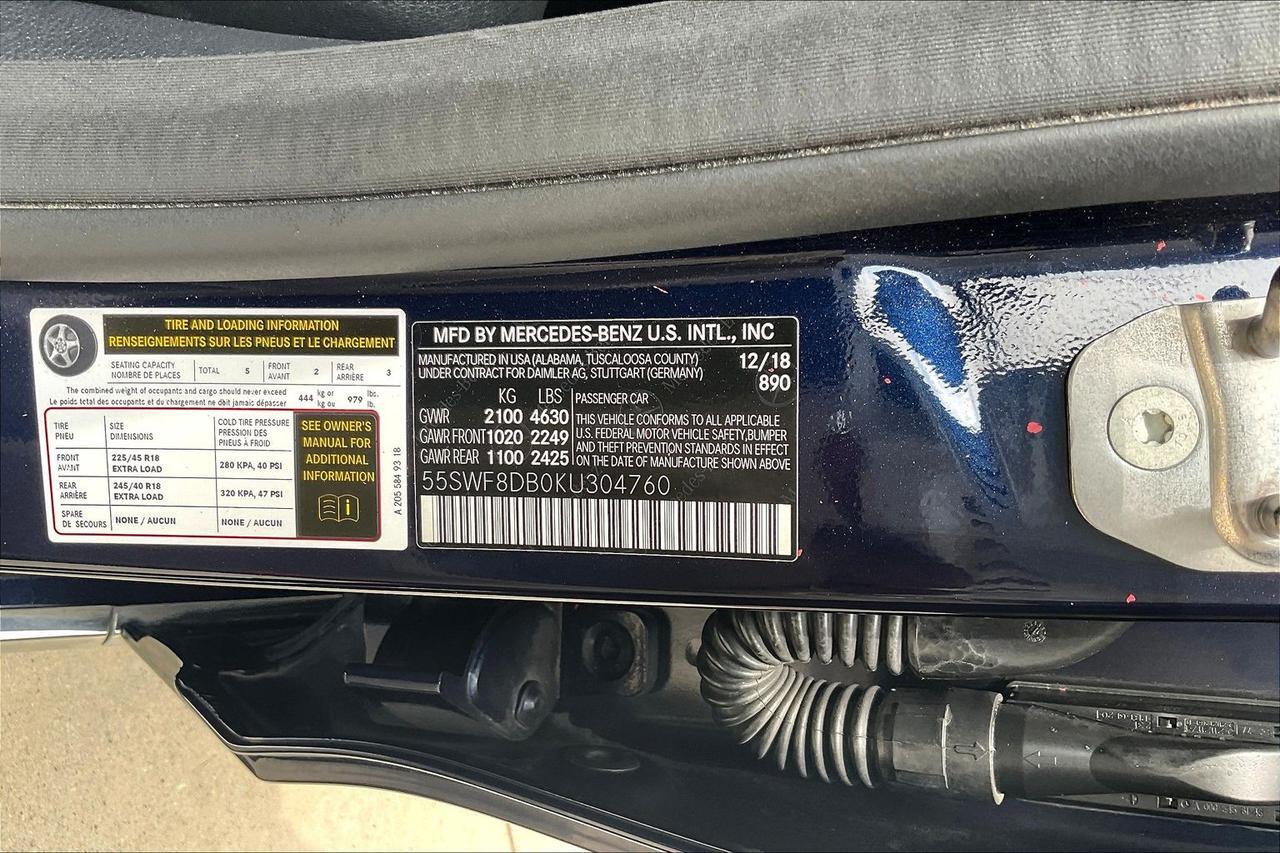 TIRE AND LOADING INFORMATION
RENSEIGNEMENTS SUR LES PNEUS ET LE CHARGEMENT
SEATING CAPACITY
NOMBRE DE PLACES
TOTAL 5
FRONT
AVANT
2
REAR
ARRIÈRE
3
The combined weight of occupants and cargo should never exceed
Le poids total des occupants et du chargement ne doit jamais dépasser
444 kg or
kg ou
979 lbs.
lb.
TIRE
PNEU
SIZE
DIMENSIONS
COLD TIRE PRESSURE
PRESSION DES
PNEUS À FROID
FRONT
AVANT
225/45 R18
EXTRA LOAD
280 KPA, 40 PSI
REAR
ARRIÈRE
245/40 R18
EXTRA LOAD
320 KPA, 47 PSI
SPARE
DE SECOURS
NONE / AUCUN
NONE / AUCUN
SEE OWNER'S
MANUAL FOR
ADDITIONAL
INFORMATION
A 205 584 93 18
MFD BY MERCEDES-BENZ U.S. INTL., INC
MANUFACTURED IN USA (ALABAMA, TUSCALOOSA COUNTY)
UNDER CONTRACT FOR DAIMLER AG, STUTTGART (GERMANY)
12/18
890
KG LBS
GVWR 2100 4630
GAWR FRONT 1020 2249
GAWR REAR 1100 2425
PASSENGER CAR
THIS VEHICLE CONFORMS TO ALL APPLICABLE
U.S. FEDERAL MOTOR VEHICLE SAFETY, BUMPER
AND THEFT PREVENTION STANDARDS IN EFFECT
ON THE DATE OF MANUFACTURE SHOWN ABOVE
55SWF8DB0KU304760